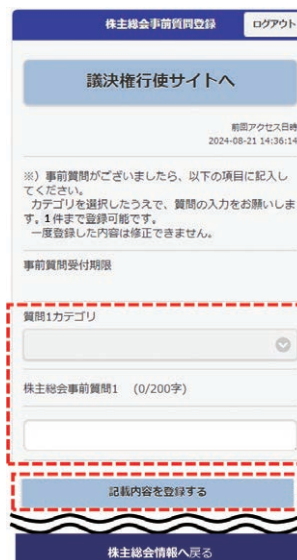 株主総会事前質問登録
ログアウト
議決権行使サイトへ
前回アクセス日時
2024-08-21 14:36:14
※）事前質問がございましたら、以下の項目に記入し
てください。
カテゴリを選択したうえで、質問の入力をお願いしま
す。1件まで登録可能です。
一度登録した内容は修正できません。
事前質問受付期限
質問1カテゴリ
株主総会事前質問1　(0/200字)
記載内容を登録する
株主総会情報へ戻る